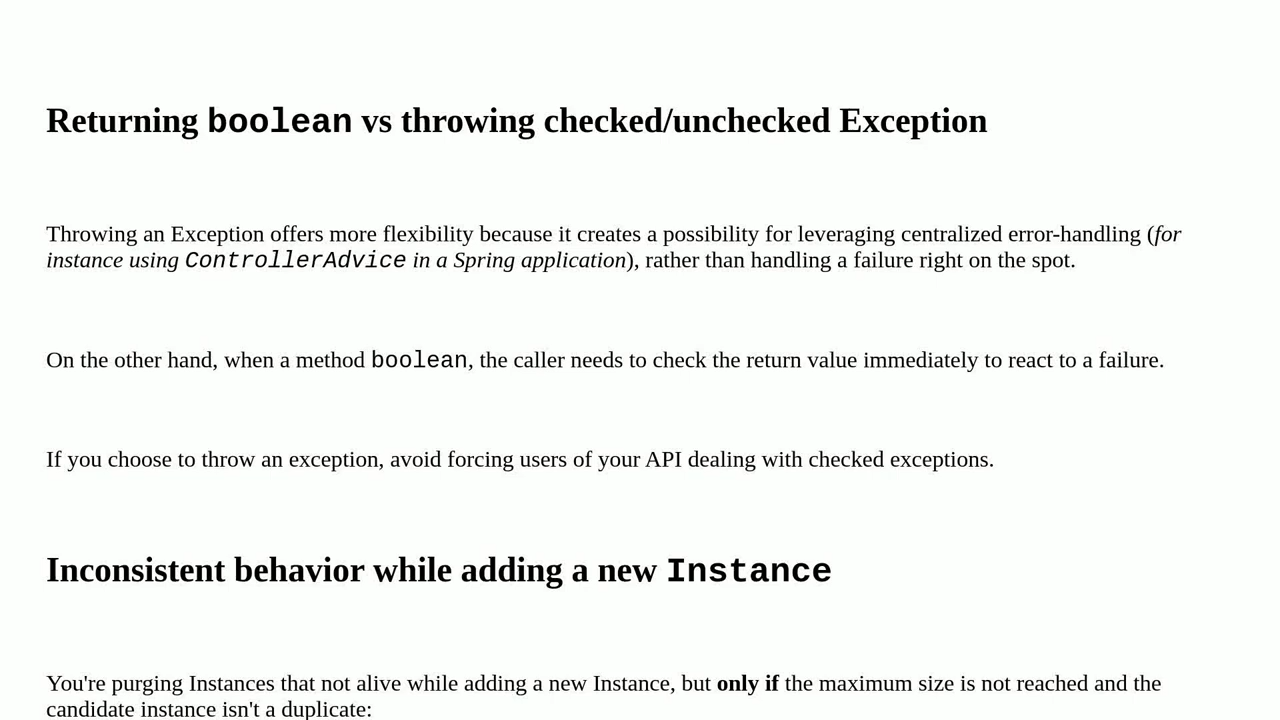 Returning boolean vs throwing checked/unchecked Exception
Throwing an Exception offers more flexibility because it creates a possibility for leveraging centralized error-handling (for
instance using ControllerAdvice in a Spring application), rather than handling a failure right on the spot.
On the other hand, when a method boolean, the caller needs to check the return value immediately to react to a failure.
If you choose to throw an exception, avoid forcing users of your API dealing with checked exceptions.
Inconsistent behavior while adding a new Instance
You're purging Instances that not alive while adding a new Instance, but only if the maximum size is not reached and the
candidate instance isn't a duplicate: